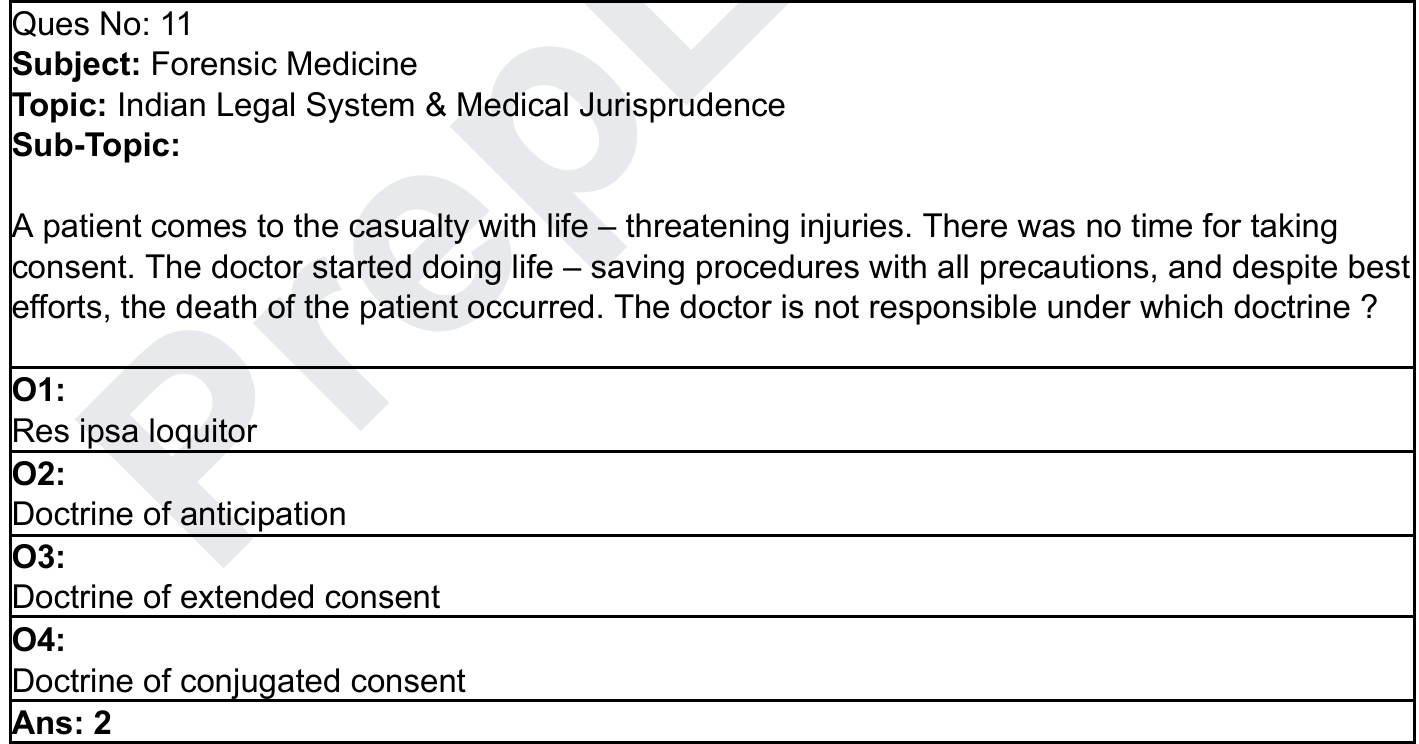 Ques No: 11
Subject: Forensic Medicine
Topic: Indian Legal System & Medical Jurisprudence
Sub-Topic:
A patient comes to the casualty with life – threatening injuries. There was no time for taking
consent. The doctor started doing life – saving procedures with all precautions, and despite best
efforts, the death of the patient occurred. The doctor is not responsible under which doctrine ?
O1:
Res ipsa loquitor
O2:
Doctrine of anticipation
O3:
Doctrine of extended consent
O4:
Doctrine of conjugated consent
Ans: 2
PrepL